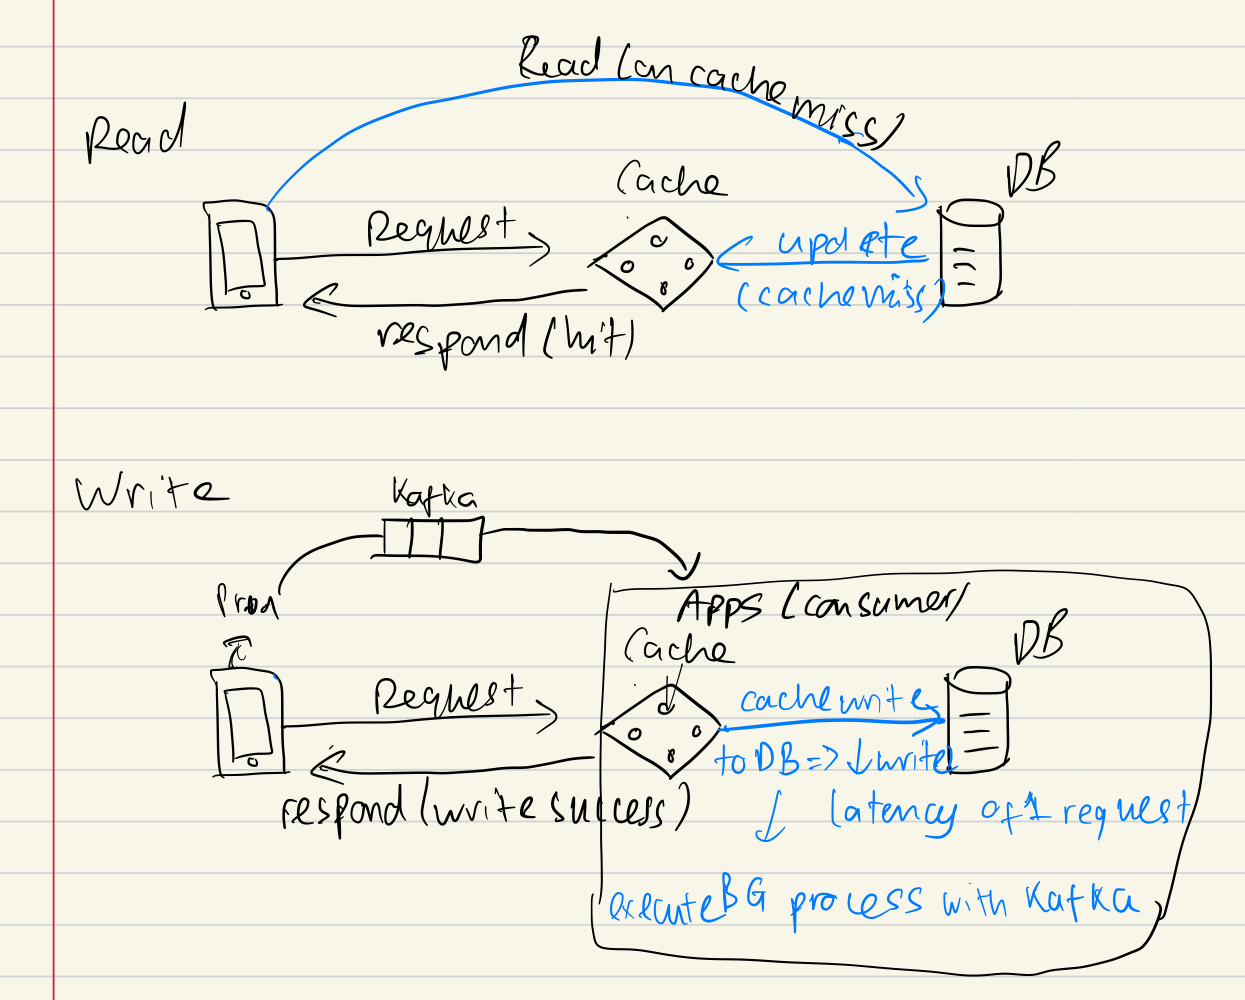 Read (on cache miss)
Read
Cache
DB
Request
update
(cache miss)
respond (hit)
Write
Kafka
Prod
Apps (consumer)
Cache
DB
Request
cache write
to DB => ↓ write
respond (write success)
↓ latency of 1 request
execute BG process with Kafka